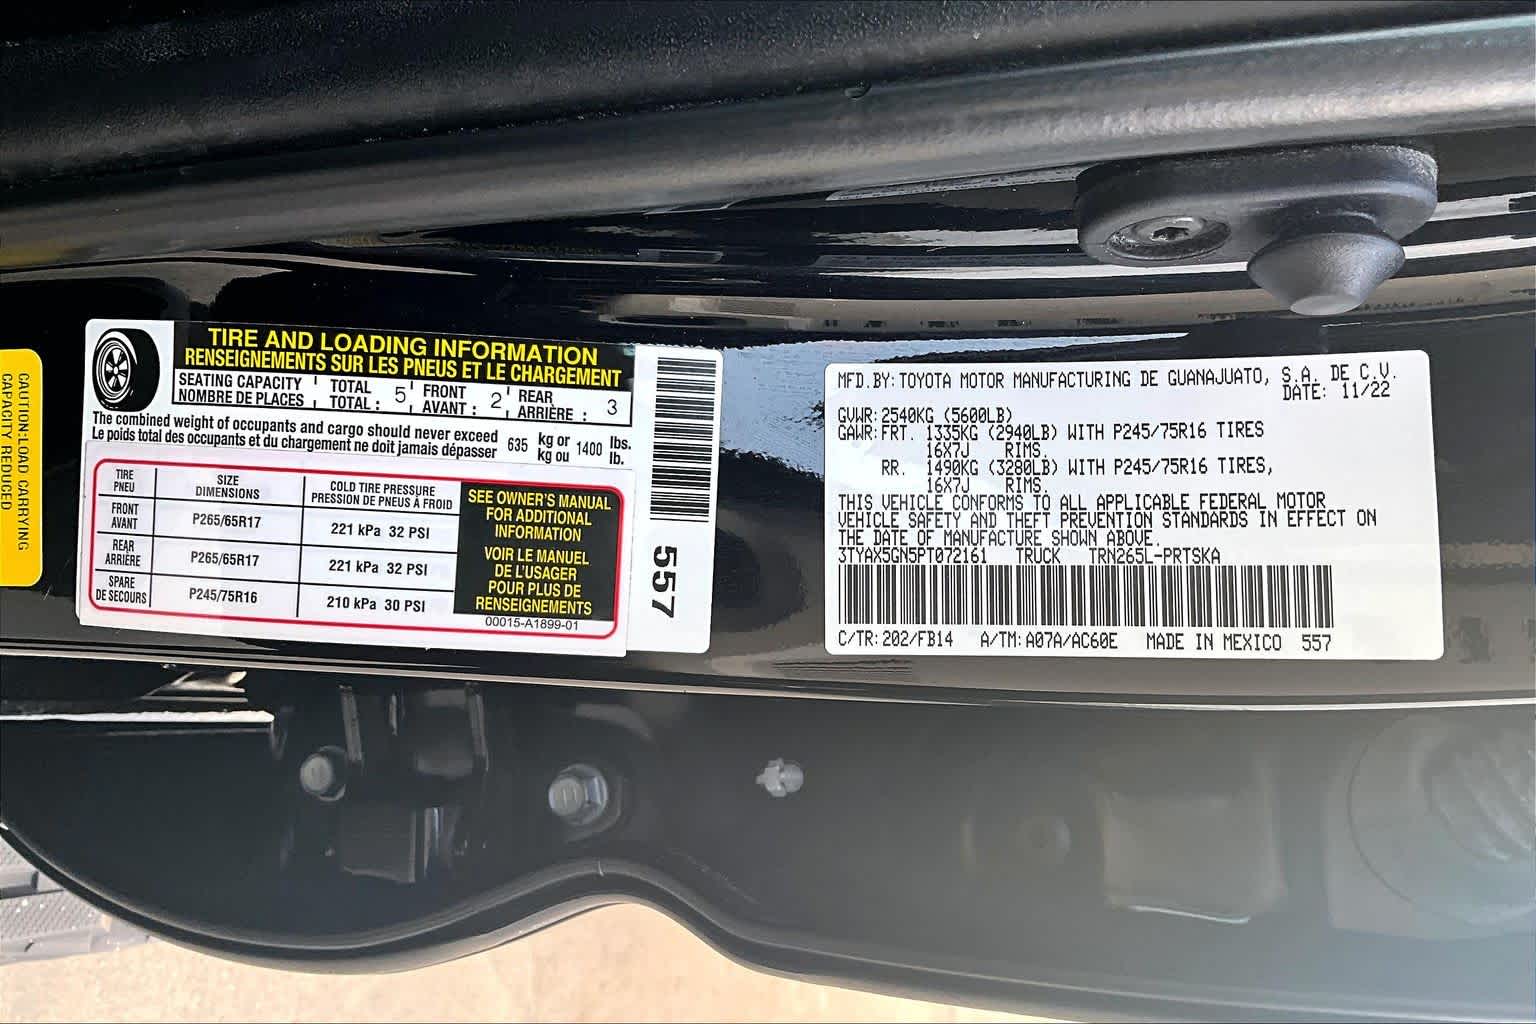 CAUTION:LOAD CARRYING
CAPACITY REDUCED
TIRE AND LOADING INFORMATION
RENSEIGNEMENTS SUR LES PNEUS ET LE CHARGEMENT
SEATING CAPACITY TOTAL 5 FRONT 2 REAR 3
NOMBRE DE PLACES TOTAL : AVANT : ARRIÈRE :
The combined weight of occupants and cargo should never exceed 635 kg or 1400 lbs.
Le poids total des occupants et du chargement ne doit jamais dépasser kg ou lb.
TIRE SIZE COLD TIRE PRESSURE
PNEU DIMENSIONS PRESSION DE PNEUS À FROID
FRONT
AVANT P265/65R17 221 kPa 32 PSI
REAR
ARRIÈRE P265/65R17 221 kPa 32 PSI
SPARE
DE SECOURS P245/75R16 210 kPa 30 PSI
SEE OWNER'S MANUAL
FOR ADDITIONAL
INFORMATION
VOIR LE MANUEL
DE L'USAGER
POUR PLUS DE
RENSEIGNEMENTS
00015-A1899-01
557
MFD.BY:TOYOTA MOTOR MANUFACTURING DE GUANAJUATO, S.A. DE C.V.
DATE: 11/22
GVWR:2540KG (5600LB)
GAWR:FRT. 1335KG (2940LB) WITH P245/75R16 TIRES
16X7J RIMS.
RR. 1490KG (3280LB) WITH P245/75R16 TIRES,
16X7J RIMS.
THIS VEHICLE CONFORMS TO ALL APPLICABLE FEDERAL MOTOR
VEHICLE SAFETY AND THEFT PREVENTION STANDARDS IN EFFECT ON
THE DATE OF MANUFACTURE SHOWN ABOVE.
3TYAX5GN5PT072161 TRUCK TRN265L-PRTSKA
C/TR:202/FB14 A/TM:A07A/AC60E MADE IN MEXICO 557